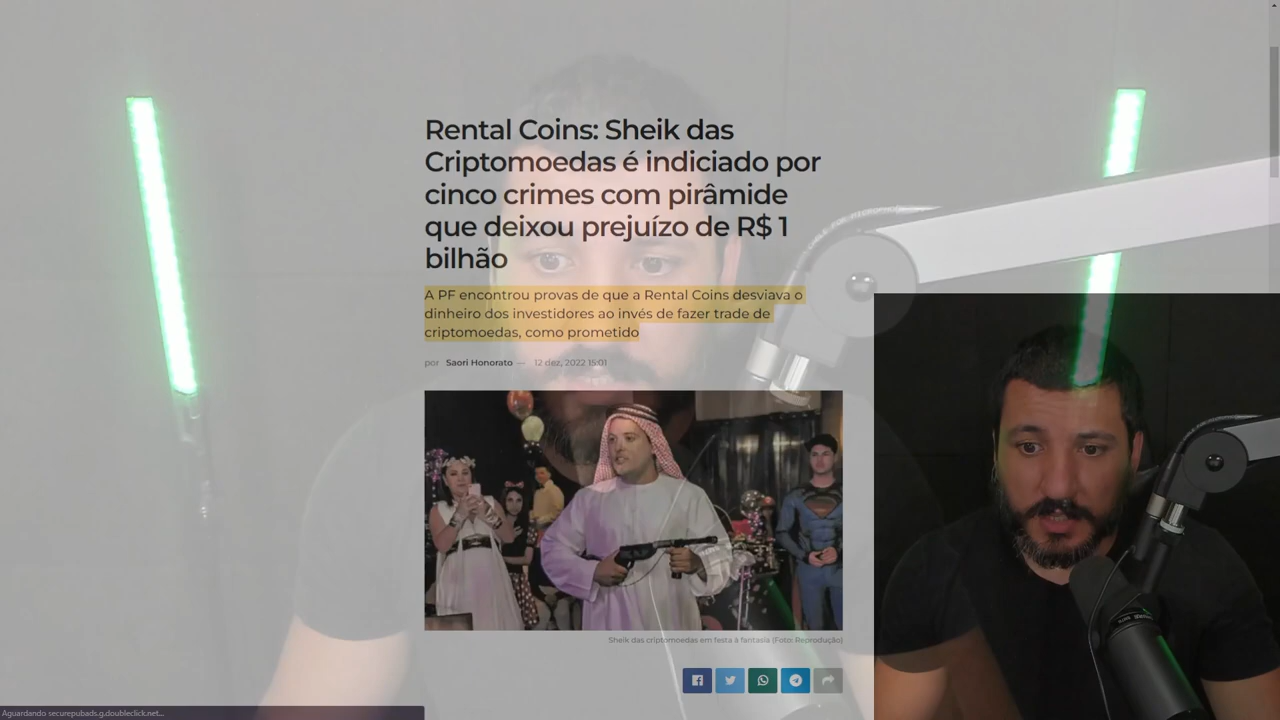 Rental Coins: Sheik das
Criptomoedas é indiciado por
cinco crimes com pirâmide
que deixou prejuízo de R$ 1
bilhão
A PF encontrou provas de que a Rental Coins desviava o
dinheiro dos investidores ao invés de fazer trade de
criptomoedas, como prometido
por Saori Honorato — 12 dez, 2022 15:01
Sheik das criptomoedas em festa à fantasia (Foto: Reprodução)
Aguardando securepubads.g.doubleclick.net...